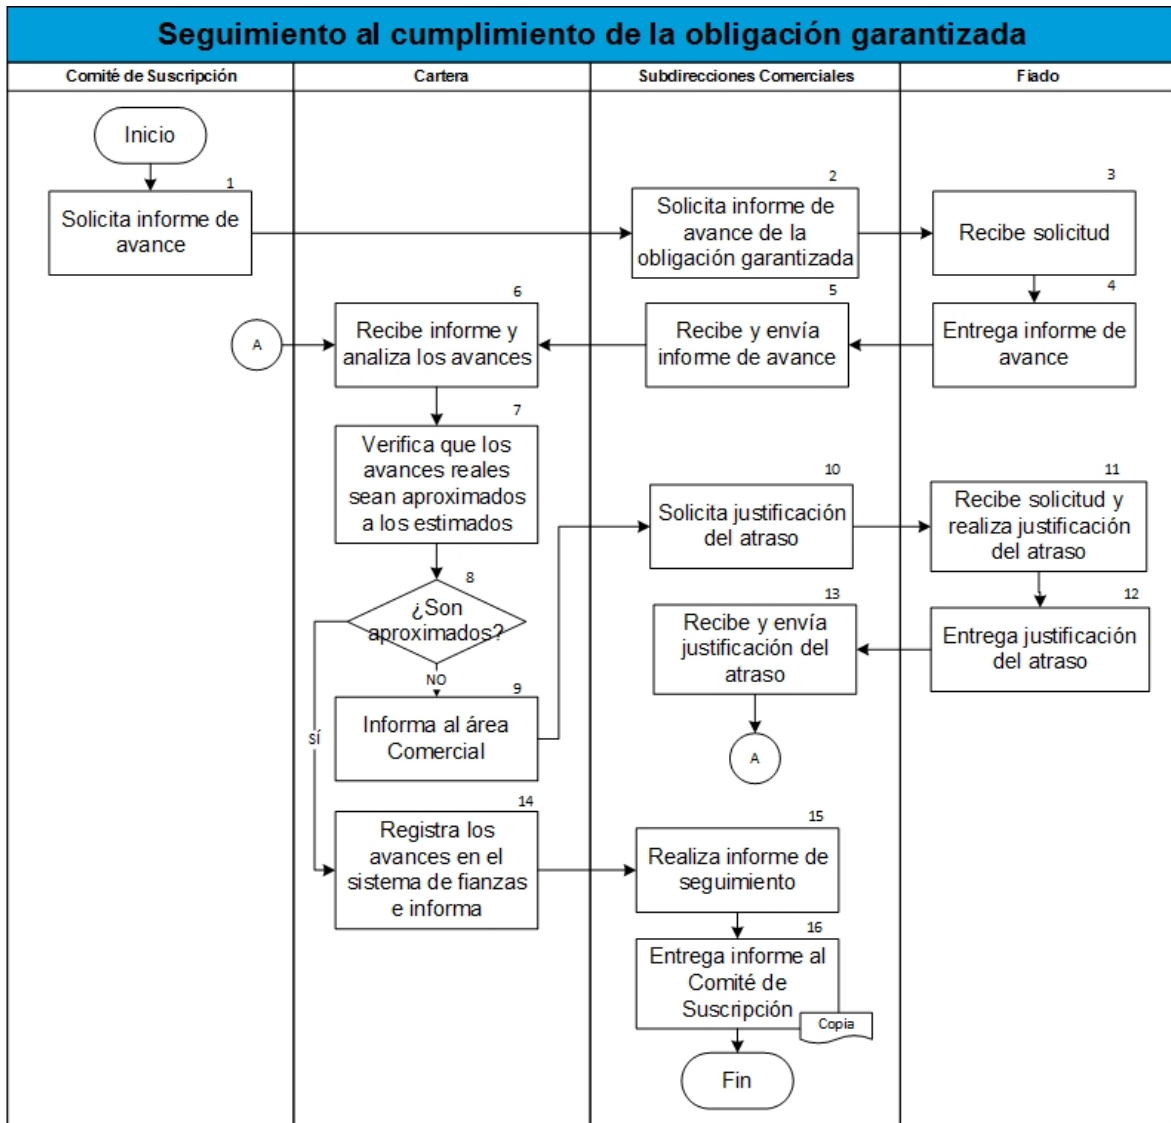 Seguimiento al cumplimiento de la obligación garantizada
Comité de Suscripción
Cartera
Subdirecciones Comerciales
Fiado
Inicio
1
Solicita informe de
avance
2
Solicita informe de
avance de la
obligación garantizada
3
Recibe solicitud
4
Entrega informe de
avance
5
Recibe y envía
informe de avance
6
Recibe informe y
analiza los avances
A
7
Verifica que los
avances reales
sean aproximados
a los estimados
8
¿Son
aproximados?
NO
sí
9
Informa al área
Comercial
10
Solicita justificación
del atraso
11
Recibe solicitud y
realiza justificación
del atraso
12
Entrega justificación
del atraso
13
Recibe y envía
justificación del
atraso
A
14
Registra los
avances en el
sistema de fianzas
e informa
15
Realiza informe de
seguimiento
16
Entrega informe al
Comité de
Suscripción
Copia
Fin